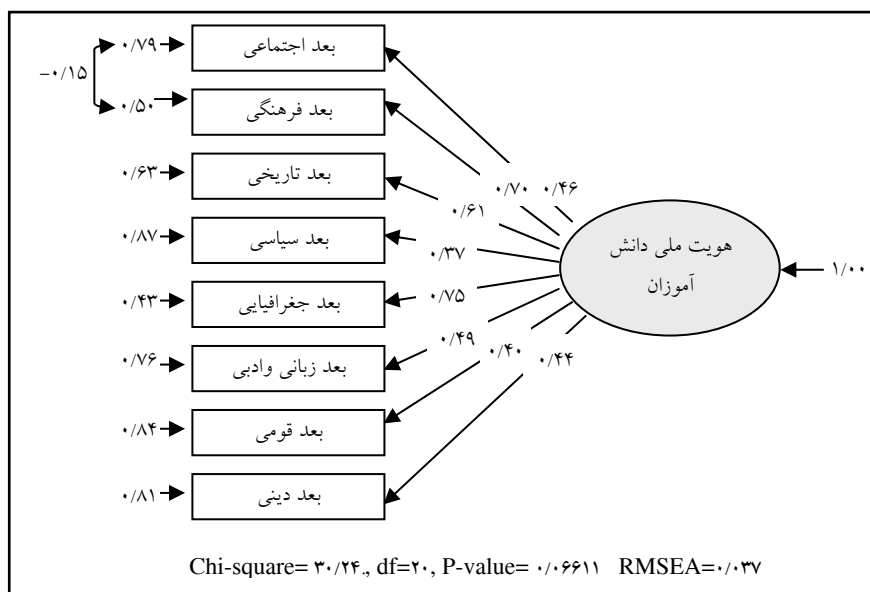 ۰/۷۹ بعد اجتماعی
-۰/۱۵
۰/۵۰ بعد فرهنگی
۰/۶۳ بعد تاریخی
۰/۸۷ بعد سیاسی
۰/۴۳ بعد جغرافیایی
۰/۷۶ بعد زبانی وادبی
۰/۸۴ بعد قومی
۰/۸۱ بعد دینی
۰/۴۶
۰/۷۰
۰/۶۱
۰/۳۷
۰/۷۵
۰/۴۹
۰/۴۰
۰/۴۴
هویت ملی دانش
آموزان
۱/۰۰
Chi-square= ۳۰/۲۴., df=۲۰, P-value= ۰/۰۶۶۱۱ RMSEA=۰/۰۳۷